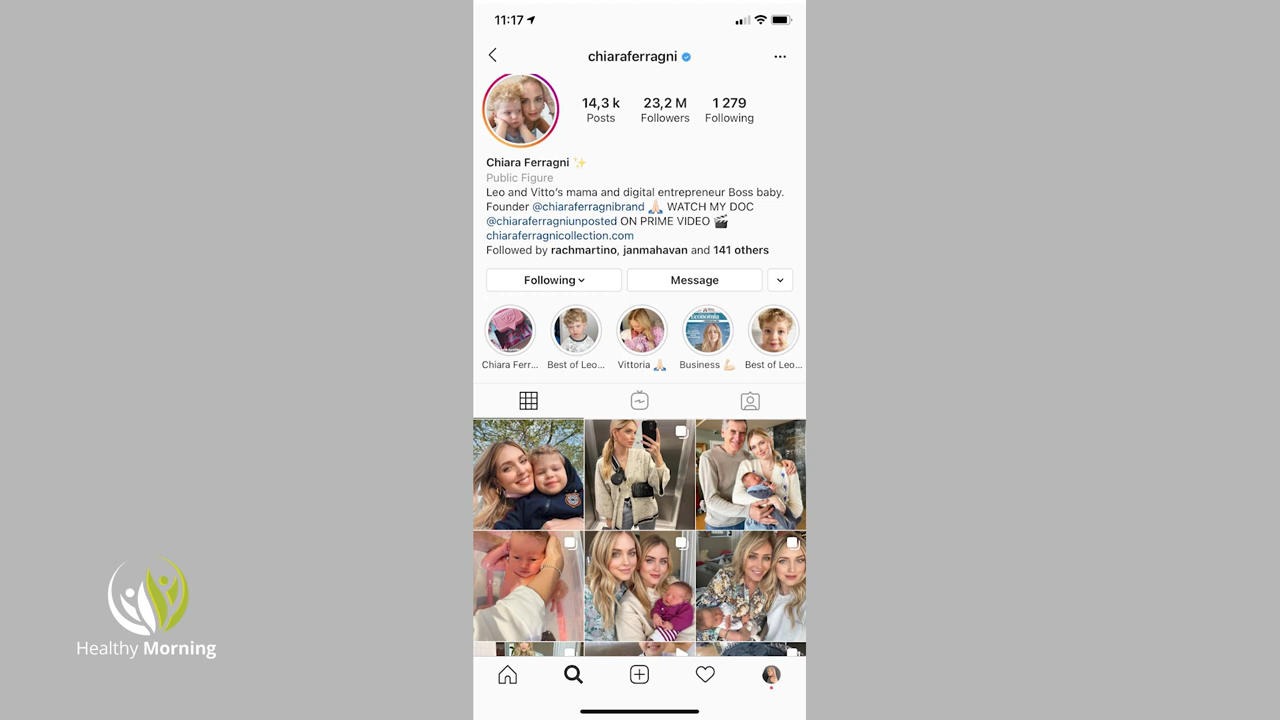 11:17
chiaraferragni
14,3 k 23,2 M 1 279
Posts Followers Following
Chiara Ferragni ✨
Public Figure
Leo and Vitto's mama and digital entrepreneur Boss baby.
Founder @chiaraferragnibrand 🙏🏻 WATCH MY DOC
@chiaraferragniunposted ON PRIME VIDEO 🎬
chiaraferragnicollection.com
Followed by rachmartino, janmahavan and 141 others
Following Message
Economia
Chiara Ferr... Best of Leo... Vittoria 🙏🏻 Business 💪🏻 Best of Leo...
Healthy Morning